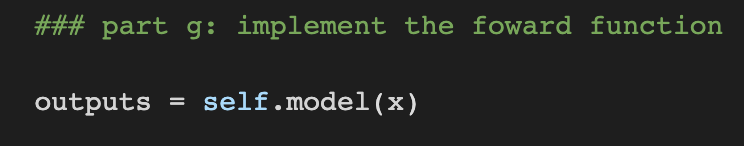 ### part g: implement the foward function
outputs = self.model(x)